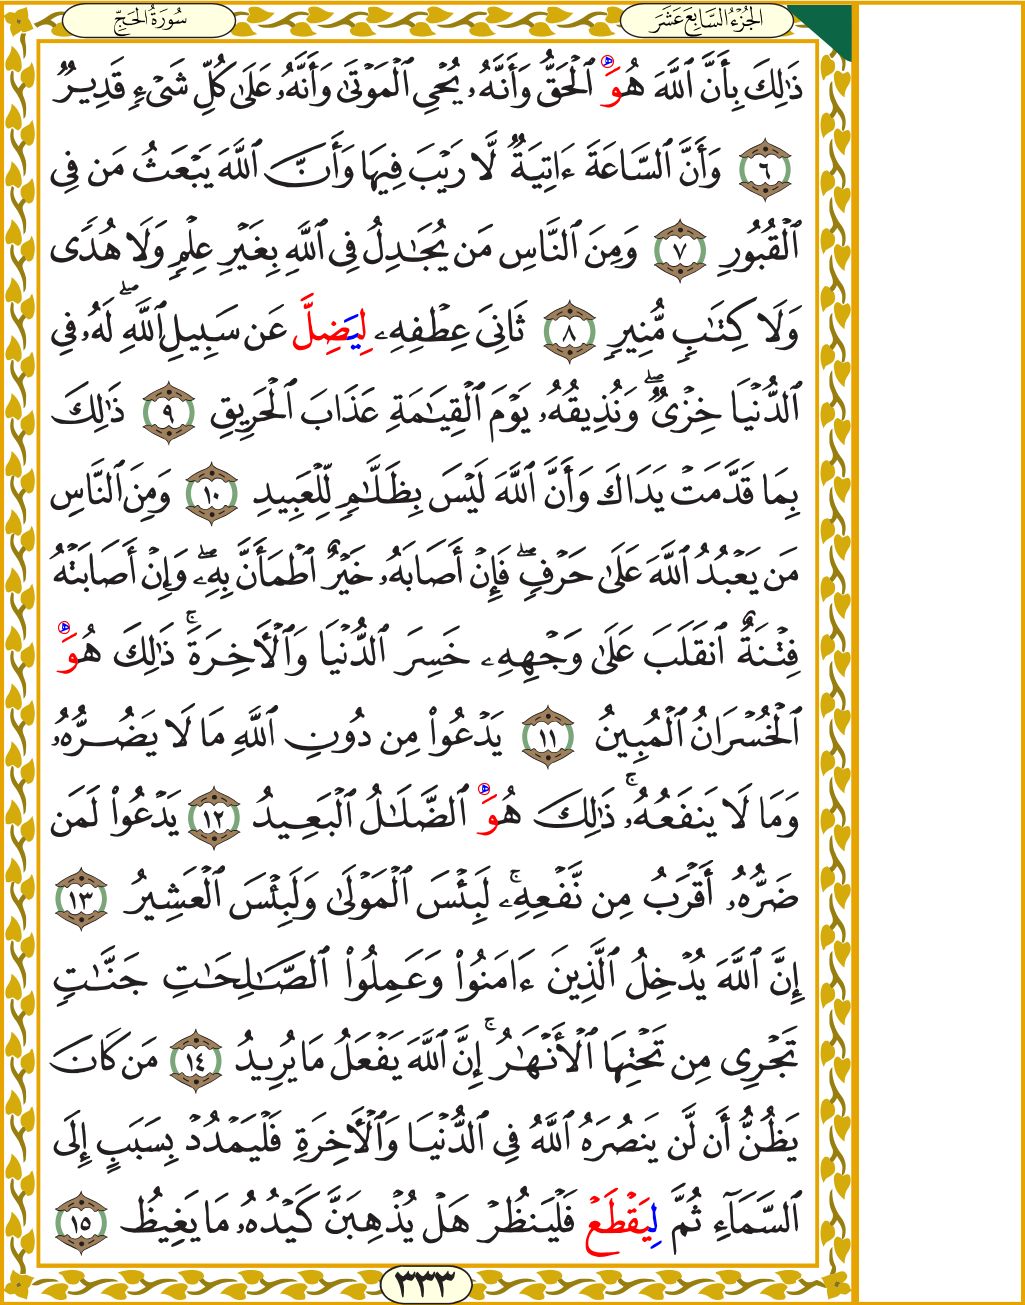 الجُزْءُ السَّابِعَ عَشَرَ
سُورَةُ الحَجّ
ذَٰلِكَ بِأَنَّ ٱللَّهَ هُوَ ٱلْحَقُّ وَأَنَّهُۥ يُحْيِ ٱلْمَوْتَىٰ وَأَنَّهُۥ عَلَىٰ كُلِّ شَىْءٍ قَدِيرٌ
٦ وَأَنَّ ٱلسَّاعَةَ ءَاتِيَةٌ لَّا رَيْبَ فِيهَا وَأَنَّ ٱللَّهَ يَبْعَثُ مَن فِى
ٱلْقُبُورِ ٧ وَمِنَ ٱلنَّاسِ مَن يُجَٰدِلُ فِى ٱللَّهِ بِغَيْرِ عِلْمٍ وَلَا هُدًى
وَلَا كِتَٰبٍ مُّنِيرٍ ٨ ثَانِىَ عِطْفِهِۦ لِيَضِلَّ عَن سَبِيلِ ٱللَّهِۖ لَهُۥ فِى
ٱلدُّنْيَا خِزْىٌۖ وَنُذِيقُهُۥ يَوْمَ ٱلْقِيَٰمَةِ عَذَابَ ٱلْحَرِيقِ ٩ ذَٰلِكَ
بِمَا قَدَّمَتْ يَدَاكَ وَأَنَّ ٱللَّهَ لَيْسَ بِظَلَّٰمٍ لِّلْعَبِيدِ ١٠ وَمِنَ ٱلنَّاسِ
مَن يَعْبُدُ ٱللَّهَ عَلَىٰ حَرْفٍۖ فَإِنْ أَصَابَهُۥ خَيْرٌ ٱطْمَأَنَّ بِهِۦۖ وَإِنْ أَصَابَتْهُ
فِتْنَةٌ ٱنقَلَبَ عَلَىٰ وَجْهِهِۦ خَسِرَ ٱلدُّنْيَا وَٱلْأَخِرَةَۚ ذَٰلِكَ هُوَ
ٱلْخُسْرَانُ ٱلْمُبِينُ ١١ يَدْعُوا۟ مِن دُونِ ٱللَّهِ مَا لَا يَضُرُّهُۥ
وَمَا لَا يَنفَعُهُۥۚ ذَٰلِكَ هُوَ ٱلضَّلَٰلُ ٱلْبَعِيدُ ١٢ يَدْعُوا۟ لَمَن
ضَرُّهُۥ أَقْرَبُ مِن نَّفْعِهِۦۚ لَبِئْسَ ٱلْمَوْلَىٰ وَلَبِئْسَ ٱلْعَشِيرُ ١٣
إِنَّ ٱللَّهَ يُدْخِلُ ٱلَّذِينَ ءَامَنُوا۟ وَعَمِلُوا۟ ٱلصَّٰلِحَٰتِ جَنَّٰتٍ
تَجْرِى مِن تَحْتِهَا ٱلْأَنْهَٰرُۚ إِنَّ ٱللَّهَ يَفْعَلُ مَا يُرِيدُ ١٤ مَن كَانَ
يَظُنُّ أَن لَّن يَنصُرَهُ ٱللَّهُ فِى ٱلدُّنْيَا وَٱلْأَخِرَةِ فَلْيَمْدُدْ بِسَبَبٍ إِلَى
ٱلسَّمَآءِ ثُمَّ لِيَقْطَعْ فَلْيَنظُرْ هَلْ يُذْهِبَنَّ كَيْدُهُۥ مَا يَغِيظُ ١٥
٣٣٣